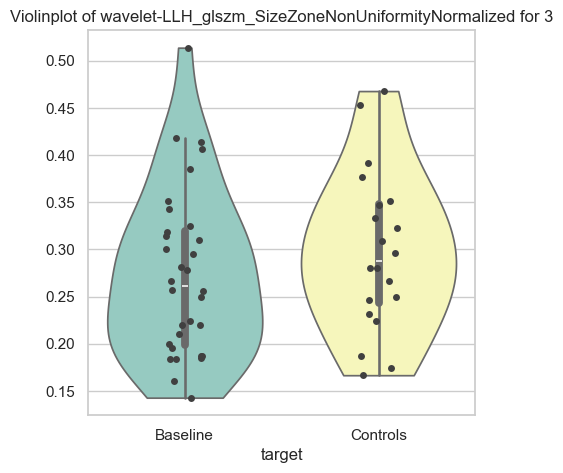 Violinplot of wavelet-LLH_glszm_SizeZoneNonUniformityNormalized for 3
0.50
0.45
0.40
0.35
0.30
0.25
0.20
0.15
Baseline
Controls
target